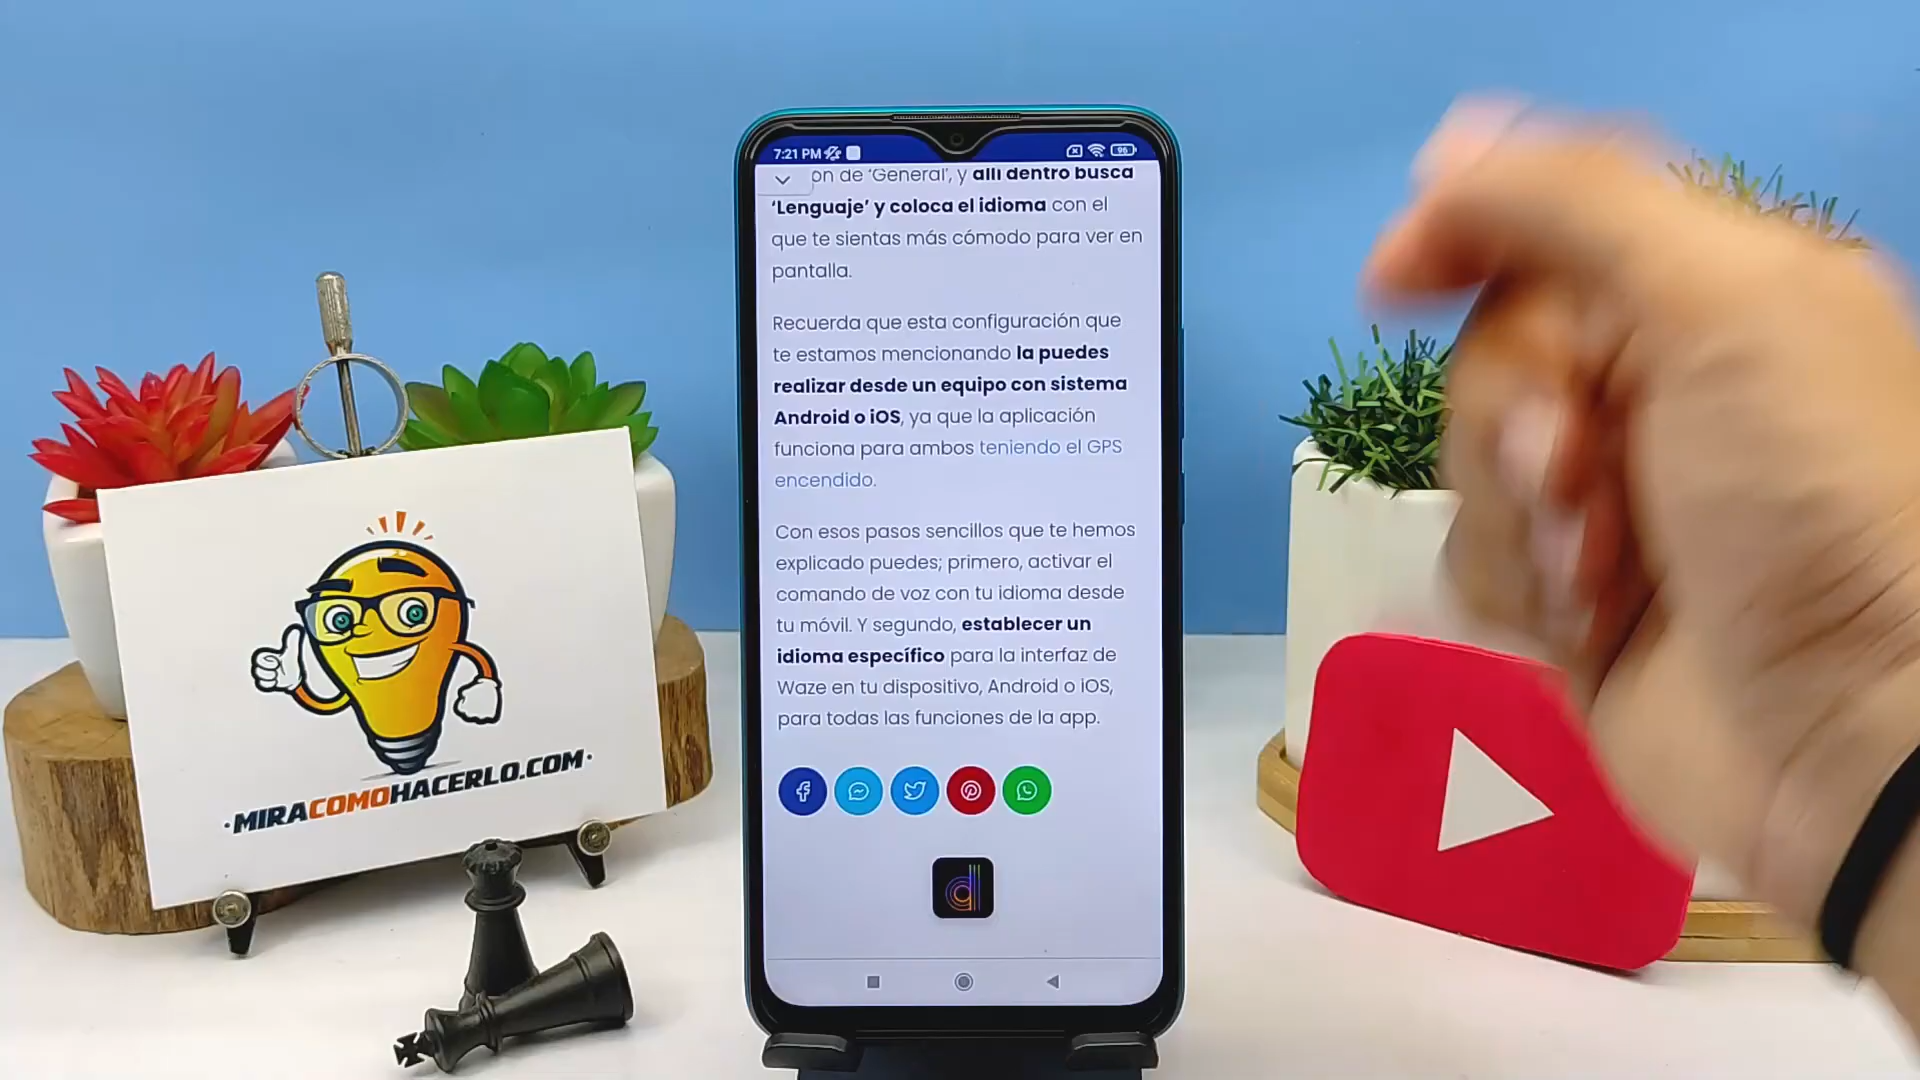 7:21 PM
96
on de ‘General’, y allí dentro busca
‘Lenguaje’ y coloca el idioma con el
que te sientas más cómodo para ver en
pantalla.
Recuerda que esta configuración que
te estamos mencionando la puedes
realizar desde un equipo con sistema
Android o iOS, ya que la aplicación
funciona para ambos teniendo el GPS
encendido.
Con esos pasos sencillos que te hemos
explicado puedes; primero, activar el
comando de voz con tu idioma desde
tu móvil. Y segundo, establecer un
idioma específico para la interfaz de
Waze en tu dispositivo, Android o iOS,
para todas las funciones de la app.
·MIRACOMOHACERLO.COM·